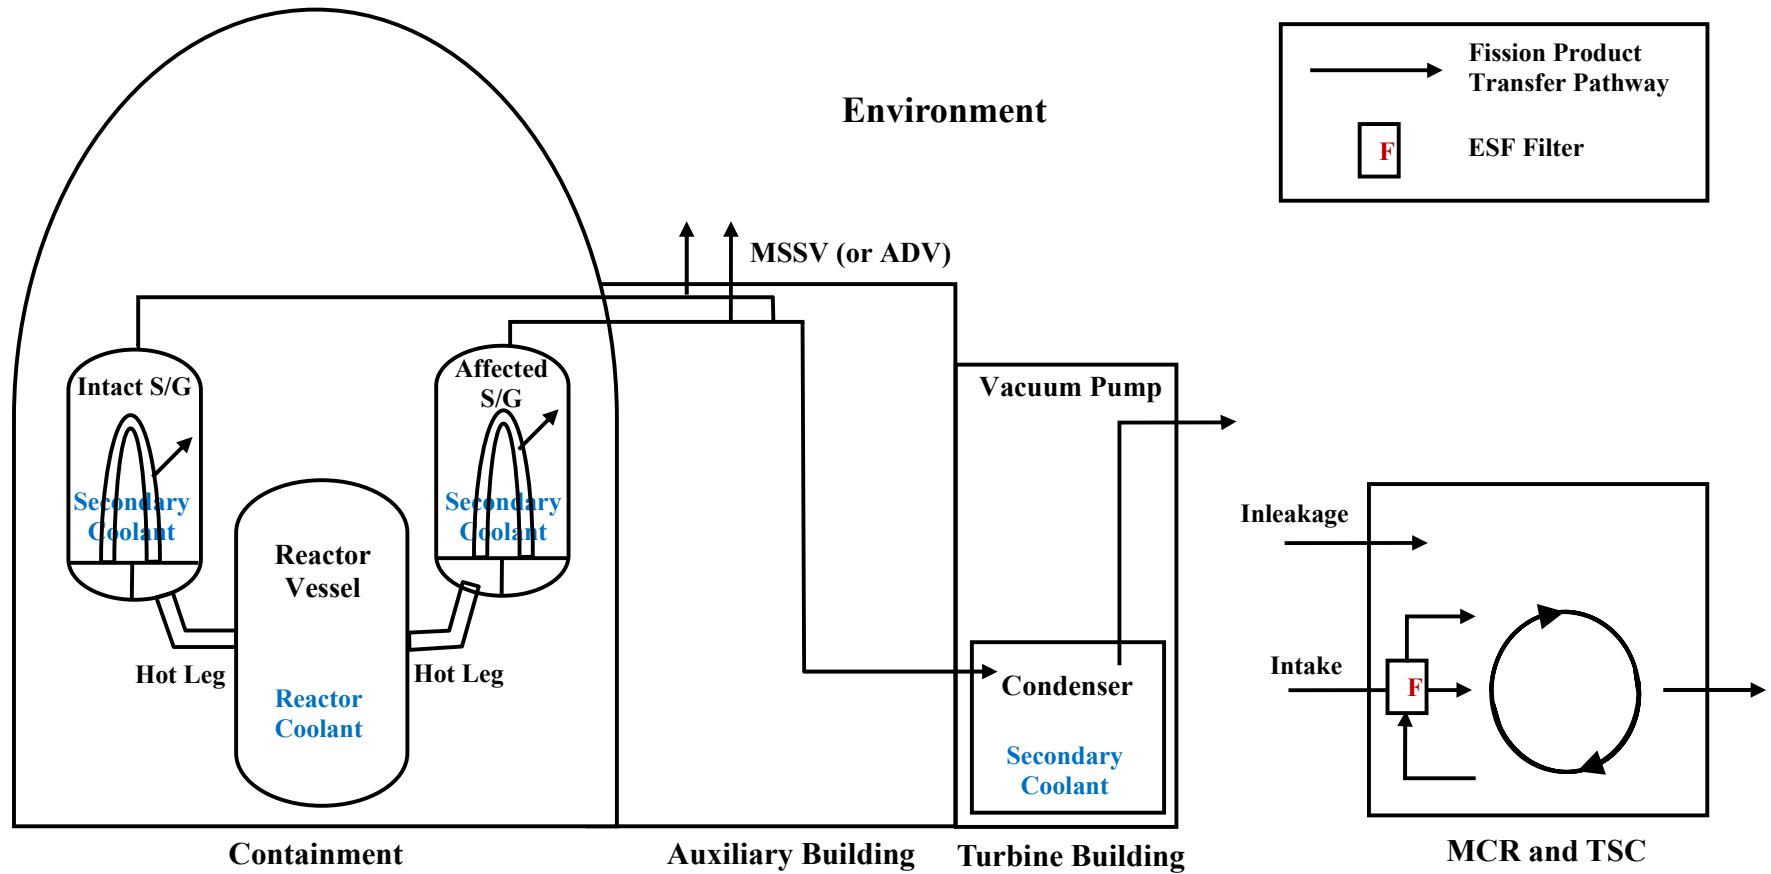 Environment
Fission Product
Transfer Pathway
F
ESF Filter
MSSV (or ADV)
Intact S/G
Affected
S/G
Secondary
Coolant
Secondary
Coolant
Reactor
Vessel
Hot Leg
Hot Leg
Reactor
Coolant
Vacuum Pump
Condenser
Secondary
Coolant
Inleakage
Intake
F
Containment
Auxiliary Building
Turbine Building
MCR and TSC